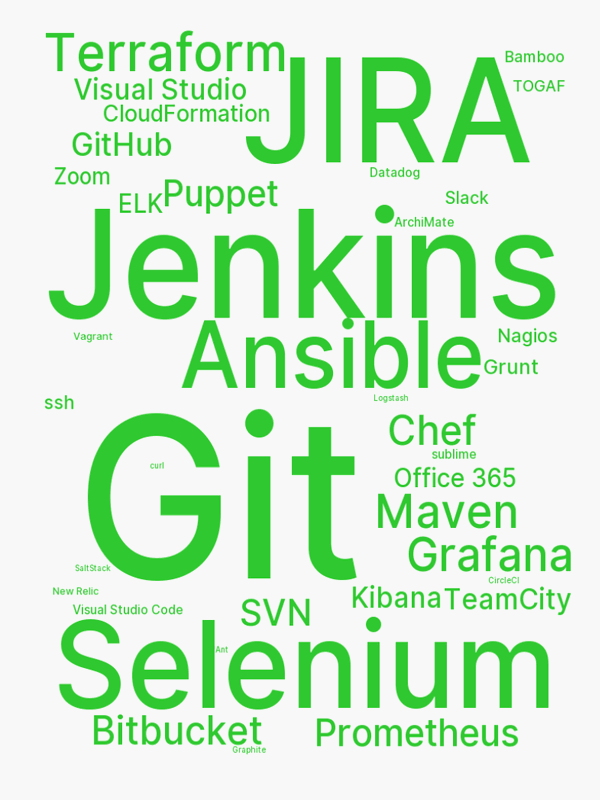 Terraform
JIRA
Bamboo
Visual Studio
TOGAF
CloudFormation
GitHub
Datadog
Zoom
Puppet
ELK
Slack
ArchiMate
Jenkins
Vagrant
Ansible
Nagios
Grunt
Logstash
ssh
Git
Chef
sublime
curl
Office 365
Maven
Grafana
SaltStack
CircleCI
New Relic
Kibana
TeamCity
Visual Studio Code
SVN
Selenium
Ant
Bitbucket
Prometheus
Graphite